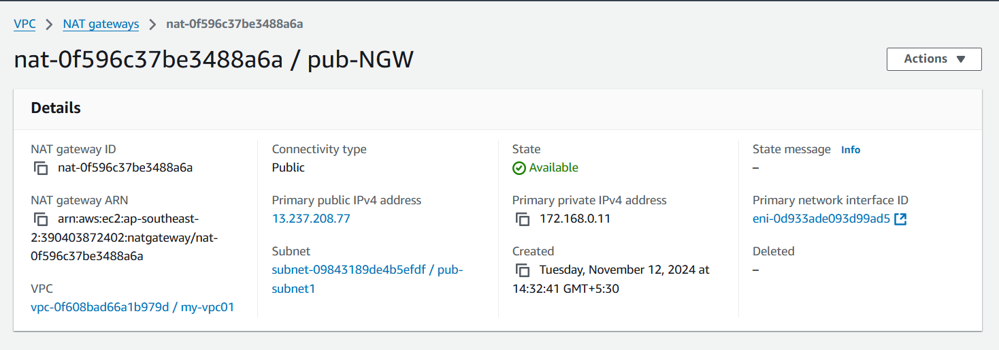 VPC > NAT gateways > nat-0f596c37be3488a6a
nat-0f596c37be3488a6a / pub-NGW
Actions
Details
NAT gateway ID
nat-0f596c37be3488a6a
NAT gateway ARN
arn:aws:ec2:ap-southeast-
2:390403872402:natgateway/nat-
0f596c37be3488a6a
VPC
vpc-0f608bad66a1b979d / my-vpc01
Connectivity type
Public
Primary public IPv4 address
13.237.208.77
Subnet
subnet-09843189de4b5efdf / pub-
subnet1
State
Available
Primary private IPv4 address
172.168.0.11
Created
Tuesday, November 12, 2024 at
14:32:41 GMT+5:30
State message Info
–
Primary network interface ID
eni-0d933ade093d99ad5
Deleted
–